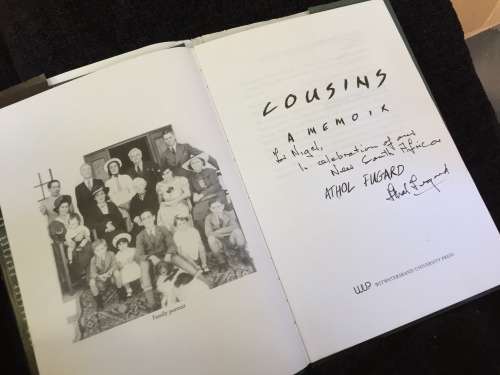 Family portrait
COUSINS
A MEMOIR
For Nigel,
In celebration of our
New South Africa
ATHOL FUGARD
Athol Fugard
WUP
WITWATERSRAND UNIVERSITY PRESS